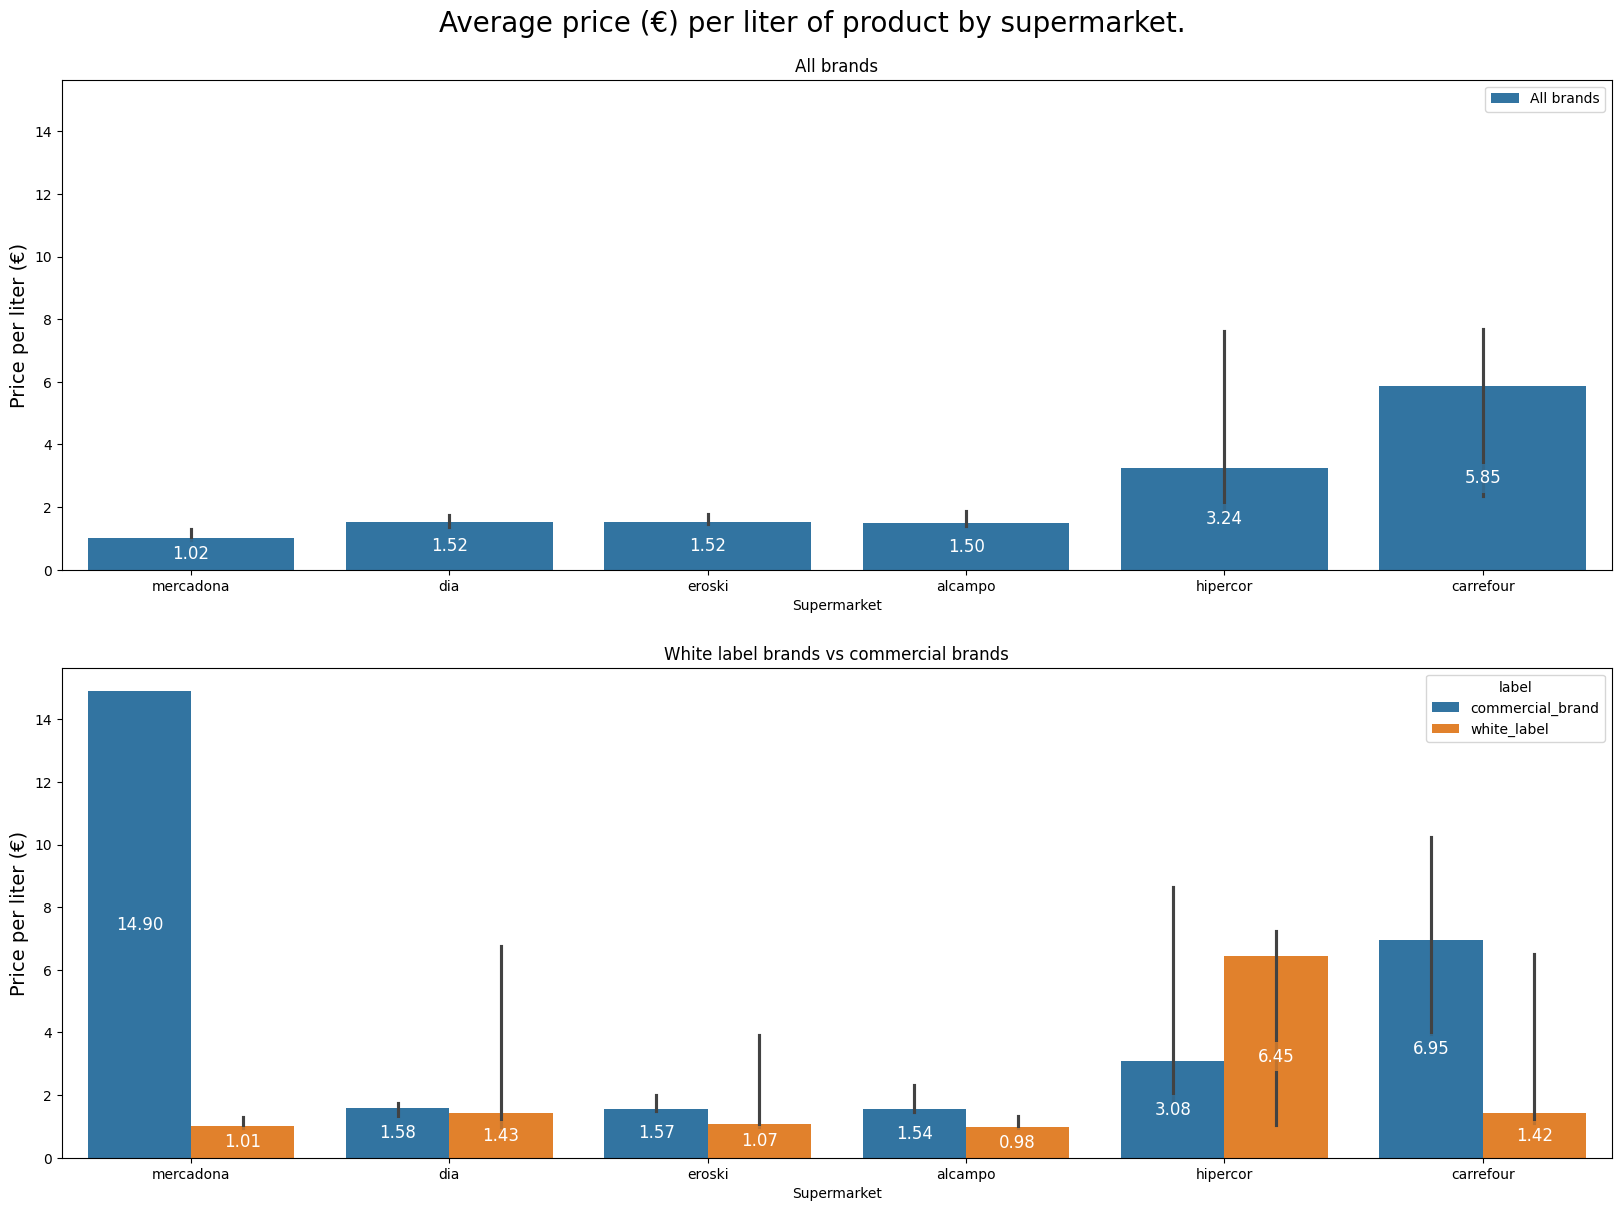 Average price (€) per liter of product by supermarket.
All brands
All brands
Price per liter (€)
14
12
10
8
6
4
2
0
1.02
1.52
1.52
1.50
3.24
5.85
mercadona
dia
eroski
alcampo
hipercor
carrefour
Supermarket
White label brands vs commercial brands
label
commercial_brand
white_label
Price per liter (€)
14
12
10
8
6
4
2
0
14.90
1.01
1.58
1.43
1.57
1.07
1.54
0.98
3.08
6.45
6.95
1.42
mercadona
dia
eroski
alcampo
hipercor
carrefour
Supermarket